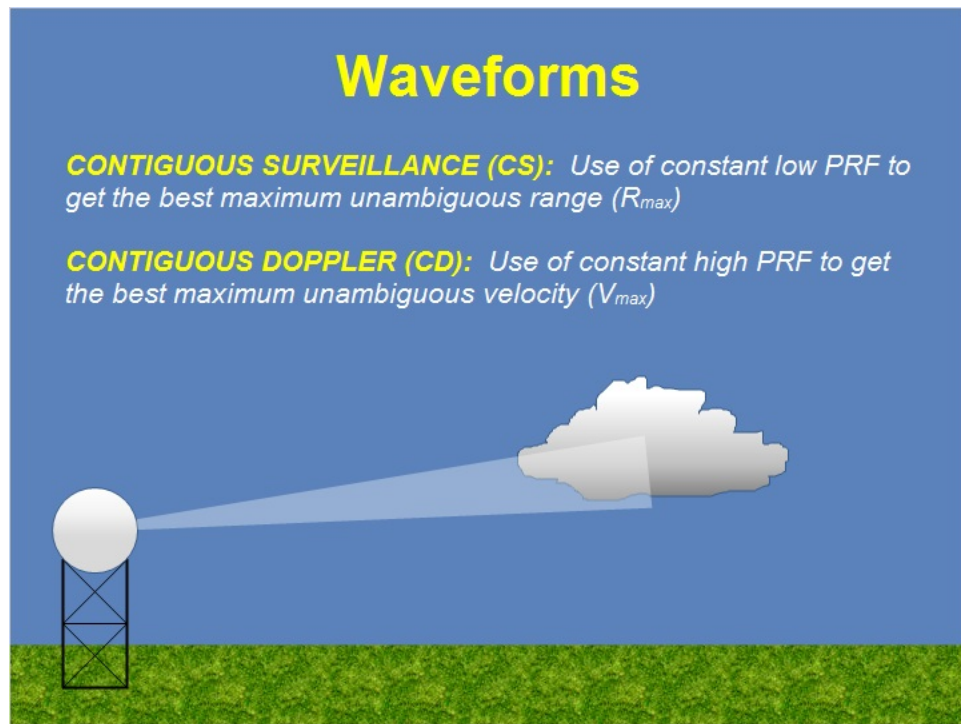 Waveforms
CONTIGUOUS SURVEILLANCE (CS): Use of constant low PRF to
get the best maximum unambiguous range (Rmax)
CONTIGUOUS DOPPLER (CD): Use of constant high PRF to get
the best maximum unambiguous velocity (Vmax)